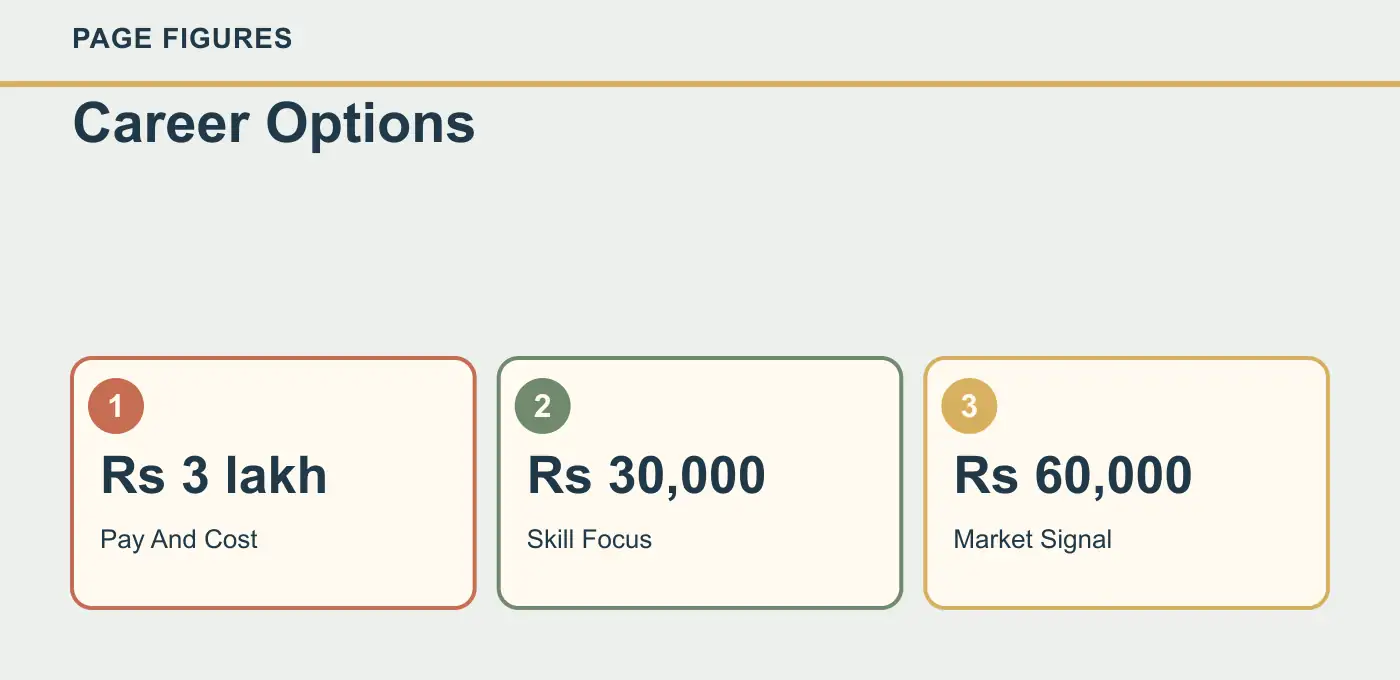 PAGE FIGURES
Career Options
1
Rs 3 lakh
Pay And Cost
2
Rs 30,000
Skill Focus
3
Rs 60,000
Market Signal